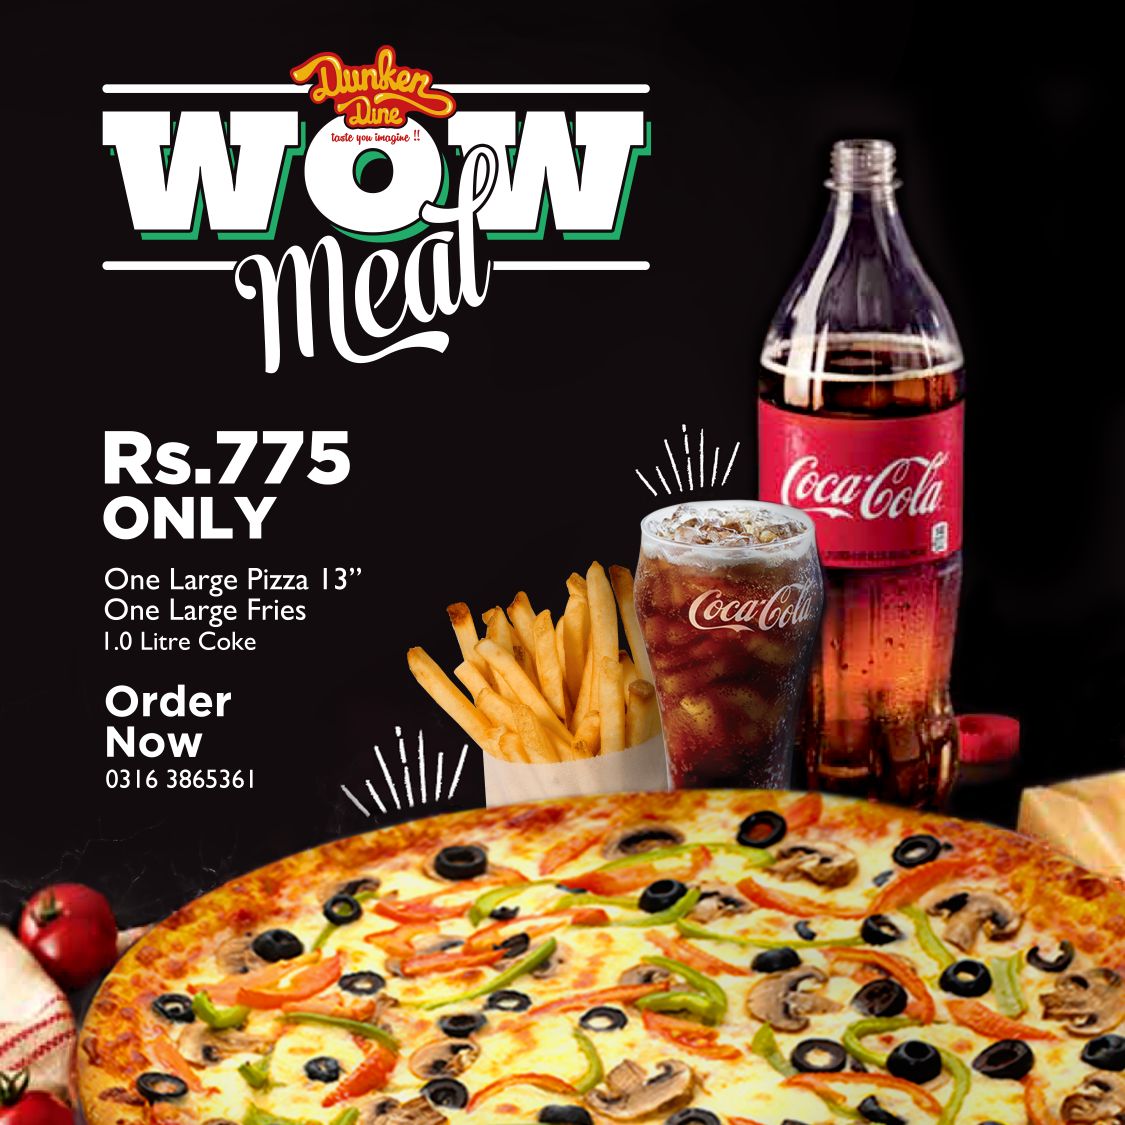 Dunken
Dine
taste you imagine !!
WOW
Meal
Rs.775
ONLY
One Large Pizza 13”
One Large Fries
1.0 Litre Coke
Order
Now
0316 3865361
Coca-Cola
Coca-Cola